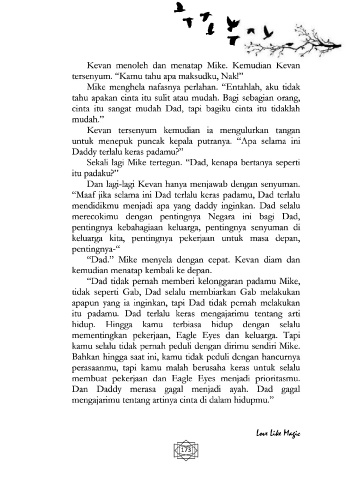 Kevan menoleh dan menatap Mike. Kemudian Kevan
tersenyum. “Kamu tahu apa maksudku, Nak!”
Mike menghela nafasnya perlahan. “Entahlah, aku tidak
tahu apakan cinta itu sulit atau mudah. Bagi sebagian orang,
cinta itu sangat mudah Dad, tapi bagiku cinta itu tidaklah
mudah.”
Kevan tersenyum kemudian ia mengulurkan tangan
untuk menepuk puncak kepala putranya. “Apa selama ini
Daddy terlalu keras padamu?”
Sekali lagi Mike tertegun. “Dad, kenapa bertanya seperti
itu padaku?”
Dan lagi-lagi Kevan hanya menjawab dengan senyuman.
“Maaf jika selama ini Dad terlalu keras padamu, Dad terlalu
mendidikmu menjadi apa yang daddy inginkan. Dad selalu
merecokimu dengan pentingnya Negara ini bagi Dad,
pentingnya kebahagiaan keluarga, pentingnya senyuman di
keluarga kita, pentingnya pekerjaan untuk masa depan,
pentingnya-“
“Dad.” Mike menyela dengan cepat. Kevan diam dan
kemudian menatap kembali ke depan.
“Dad tidak pernah memberi kelonggaran padamu Mike,
tidak seperti Gab, Dad selalu membiarkan Gab melakukan
apapun yang ia inginkan, tapi Dad tidak pernah melakukan
itu padamu. Dad terlalu keras mengajarimu tentang arti
hidup. Hingga kamu terbiasa hidup dengan selalu
mementingkan pekerjaan, Eagle Eyes dan keluarga. Tapi
kamu selalu tidak pernah peduli dengan dirimu sendiri Mike.
Bahkan hingga saat ini, kamu tidak peduli dengan hancurnya
perasaanmu, tapi kamu malah berusaha keras untuk selalu
membuat pekerjaan dan Eagle Eyes menjadi prioritasmu.
Dan Daddy merasa gagal menjadi ayah. Dad gagal
mengajarimu tentang artinya cinta di dalam hidupmu.”
Love Like Magic
175